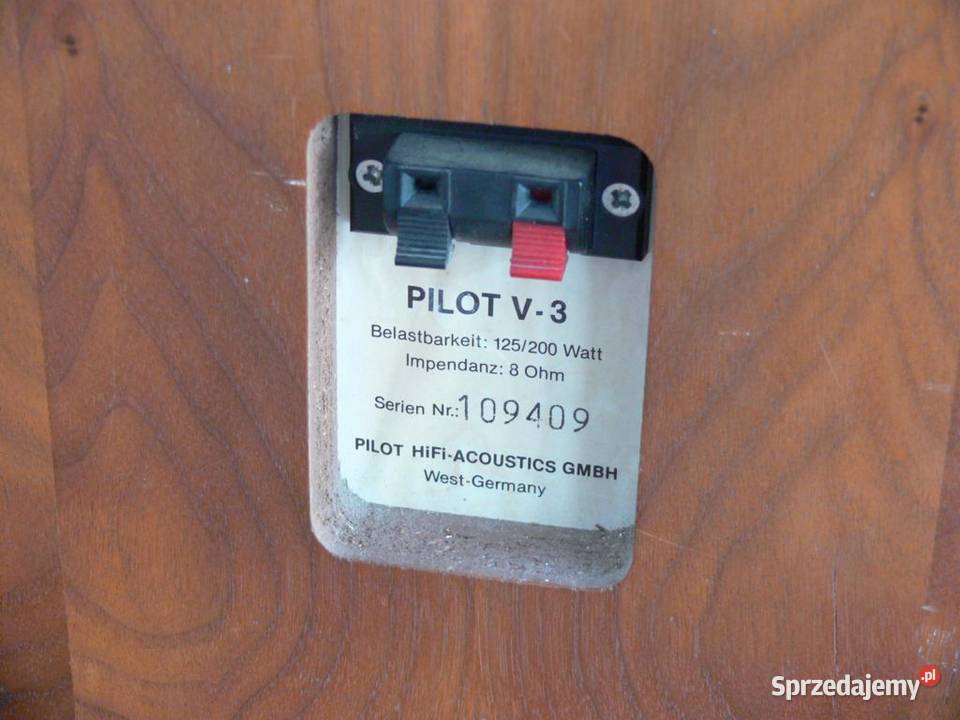 PILOT V-3
Belastbarkeit: 125/200 Watt
Impendanz: 8 Ohm
Serien Nr.: 109409
PILOT HiFi-ACOUSTICS GMBH
West-Germany
Sprzedajemy.pl